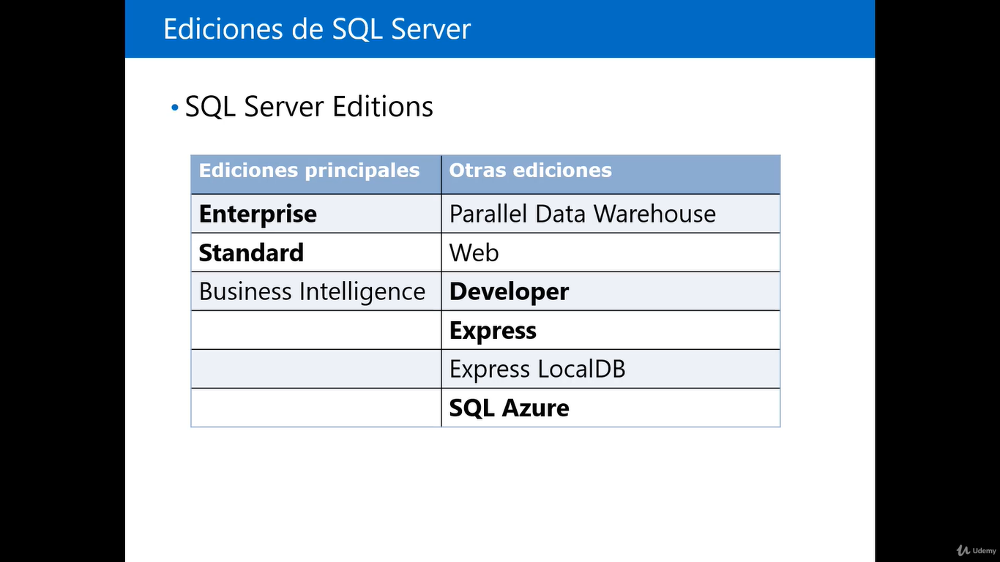 Ediciones de SQL Server
• SQL Server Editions
Ediciones principales Otras ediciones
Enterprise Parallel Data Warehouse
Standard Web
Business Intelligence Developer
Express
Express LocalDB
SQL Azure
Udemy